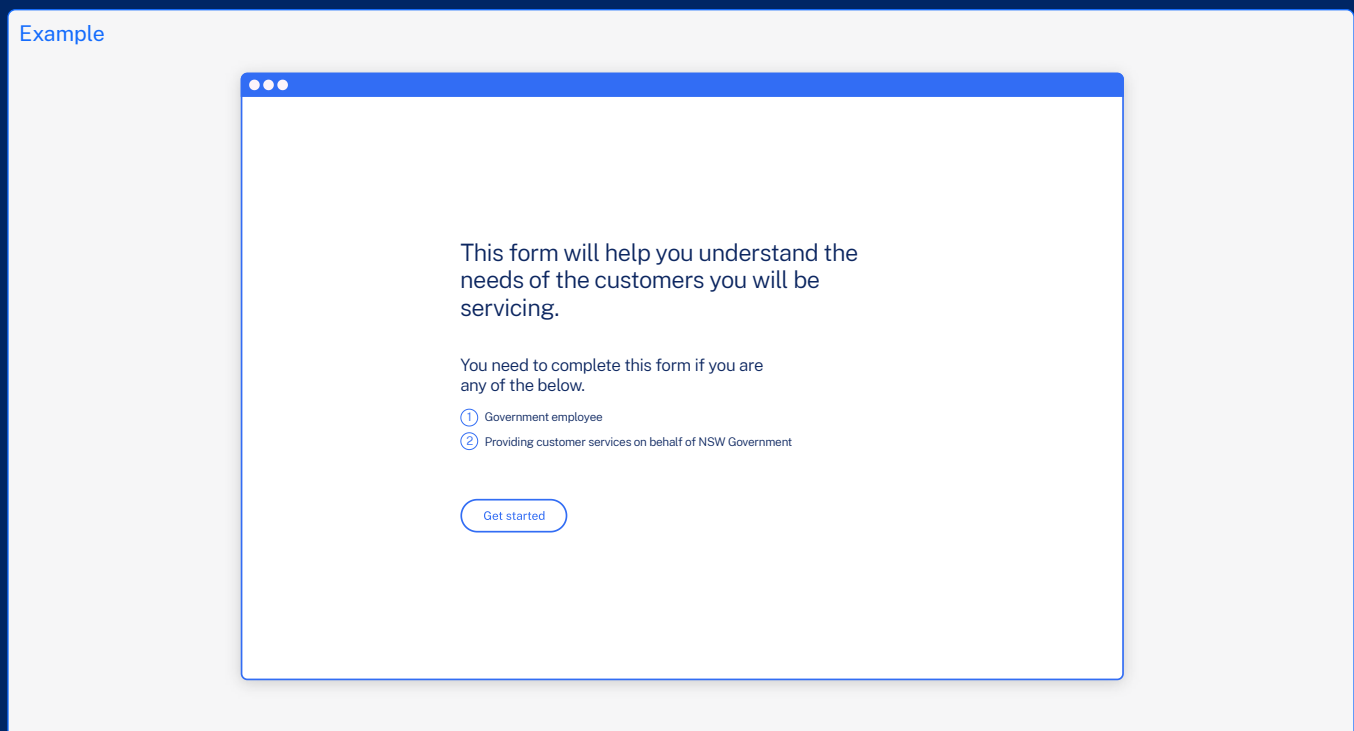 Example
This form will help you understand the
needs of the customers you will be
servicing.
You need to complete this form if you are
any of the below.
1 Government employee
2 Providing customer services on behalf of NSW Government
Get started